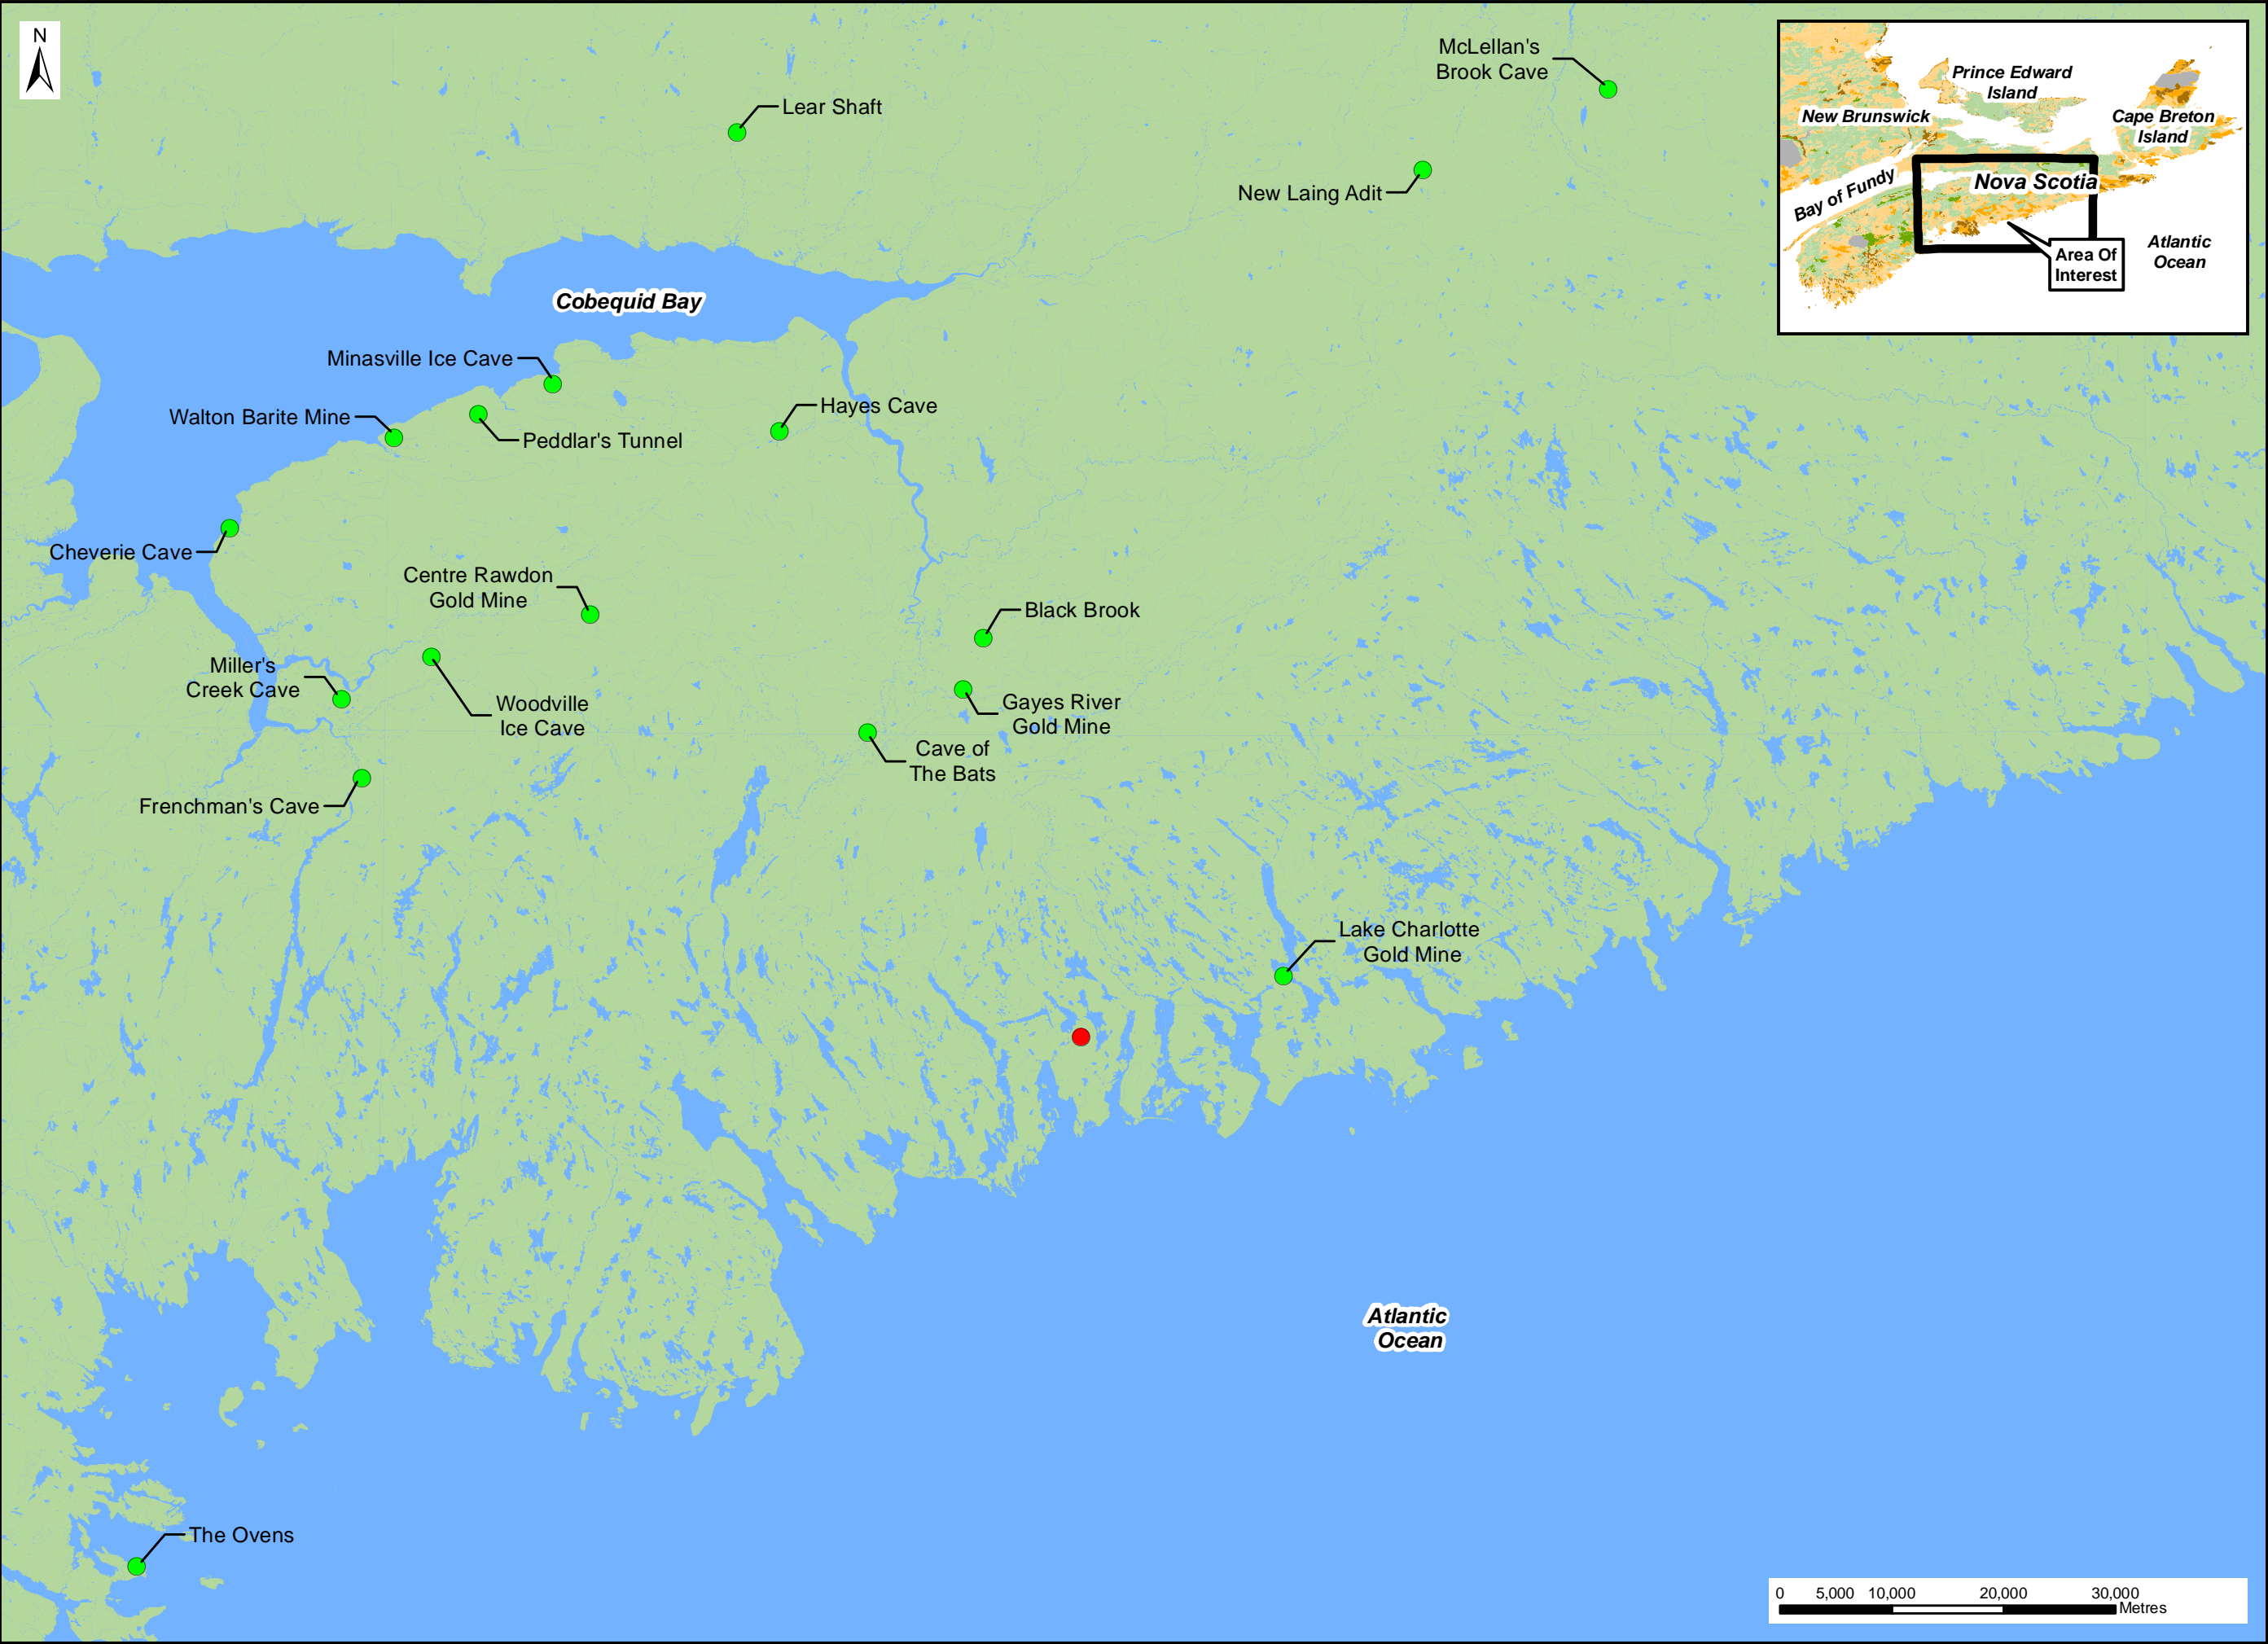 N
McLellan's
Brook Cave
Lear Shaft
New Laing Adit
Prince Edward
Island
New Brunswick
Cape Breton
Island
Bay of Fundy
Nova Scotia
Area Of
Interest
Atlantic
Ocean
Cobequid Bay
Minasville Ice Cave
Walton Barite Mine
Hayes Cave
Peddlar's Tunnel
Cheverie Cave
Centre Rawdon
Gold Mine
Black Brook
Miller's
Creek Cave
Woodville
Ice Cave
Gayes River
Gold Mine
Cave of
The Bats
Frenchman's Cave
Lake Charlotte
Gold Mine
Atlantic
Ocean
The Ovens
0 5,000 10,000 20,000 30,000
Metres